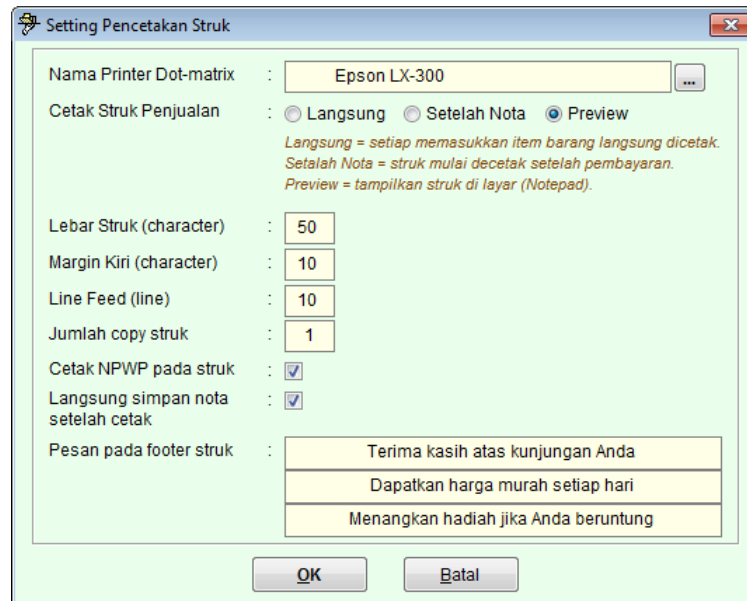 Setting Pencetakan Struk
Nama Printer Dot-matrix : Epson LX-300 ...
Cetak Struk Penjualan : Langsung Setelah Nota Preview
Langsung = setiap memasukkan item barang langsung dicetak.
Setalah Nota = struk mulai decetak setelah pembayaran.
Preview = tampilkan struk di layar (Notepad).
Lebar Struk (character) : 50
Margin Kiri (character) : 10
Line Feed (line) : 10
Jumlah copy struk : 1
Cetak NPWP pada struk :
Langsung simpan nota :
setelah cetak
Pesan pada footer struk : Terima kasih atas kunjungan Anda
Dapatkan harga murah setiap hari
Menangkan hadiah jika Anda beruntung
OK Batal